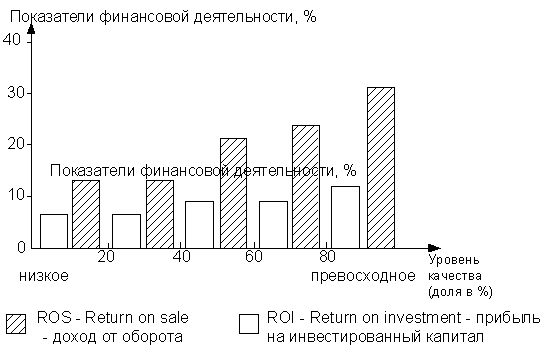 Показатели финансовой деятельности, %
40
30
20
Показатели финансовой деятельности, %
10
0
20
40
60
80
низкое
превосходное
Уровень
качества
(доля в %)
ROS - Return on sale
- доход от оборота
ROI - Return on investment - прибыль
на инвестированный капитал